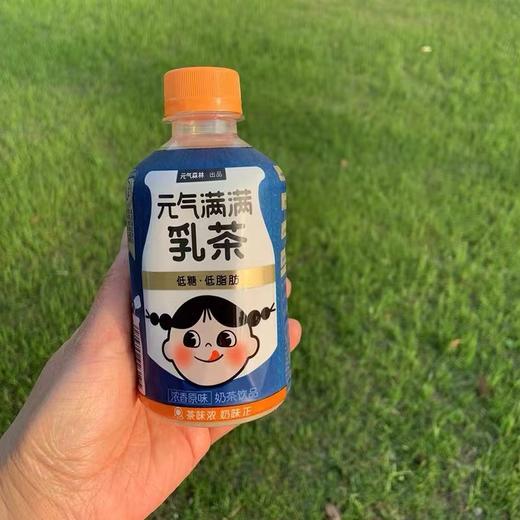 元气森林 出品
元气满满
乳茶
低糖·低脂肪
浓香原味 奶茶饮品
茶味浓 奶味正